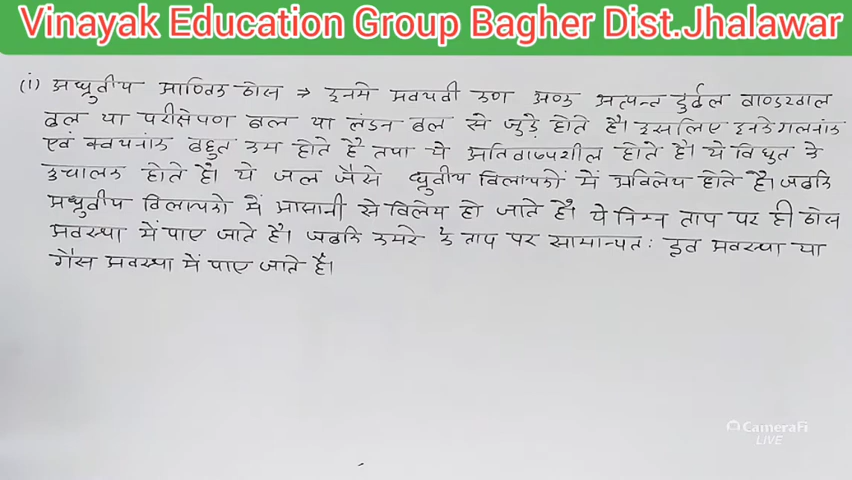 Vinayak Education Group Bagher Dist.Jhalawar
(i) अध्रुवीय आण्विक ठोस ⇒ इनमे अवयवी कण अणु अत्यन्त दुर्बल वाण्डरवाल
बल या परीक्षेपण बल या लंडन बल से जुड़े होते है। इसलिए इनके गलनांक
एवं क्वथनांक बहुत कम होते है तथा ये अतिवाष्पशील होते है। ये विधुत के
कुचालक होते है। ये जल जैसे ध्रुवीय विलायकों में अविलेय होते है। जबकि
अध्रुवीय विलायको में आसानी से विलेय हो जाते है। ये निम्न ताप पर ही ठोस
अवस्था में पाए जाते है। जबकि कमरे के ताप पर सामान्यत: द्रव अवस्था या
गैस अवस्था में पाए जाते है।
CameraFi
LIVE